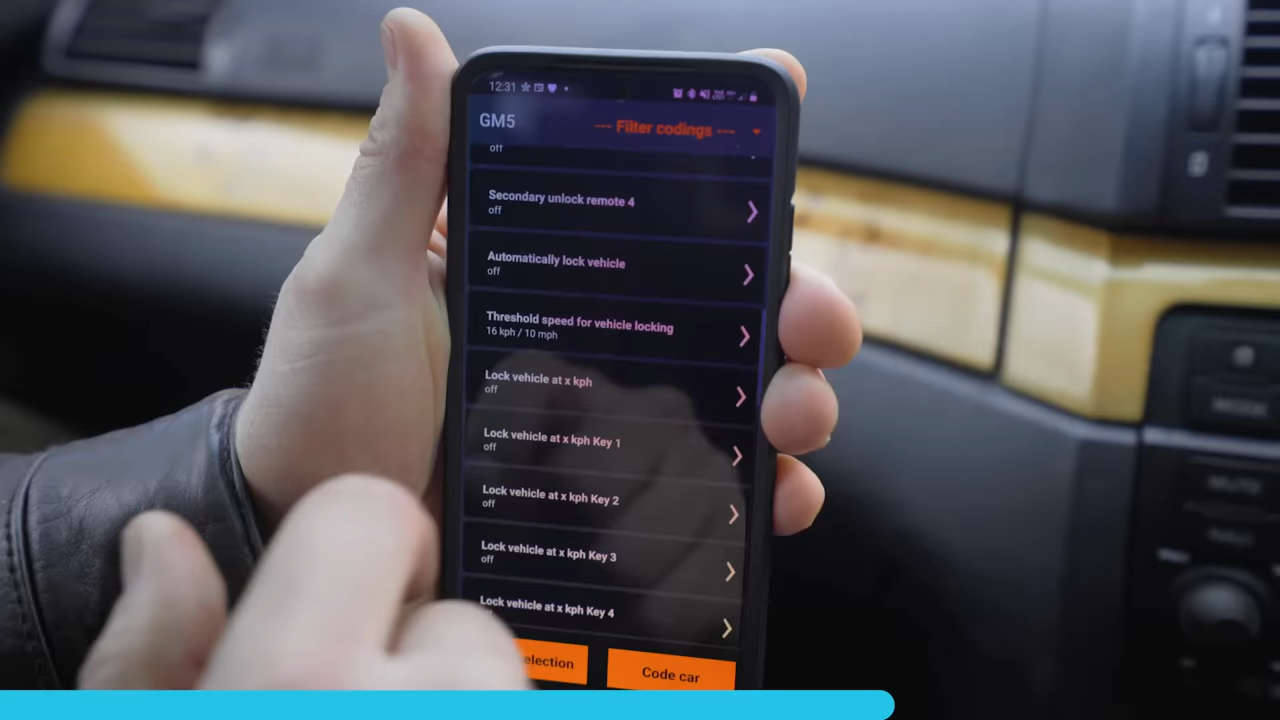 12:31
GM5
--- Filter codings ---
off
Secondary unlock remote 4
off
Automatically lock vehicle
off
Threshold speed for vehicle locking
16 kph / 10 mph
Lock vehicle at x kph
off
Lock vehicle at x kph Key 1
off
Lock vehicle at x kph Key 2
off
Lock vehicle at x kph Key 3
off
Lock vehicle at x kph Key 4
election
Code car
MODE